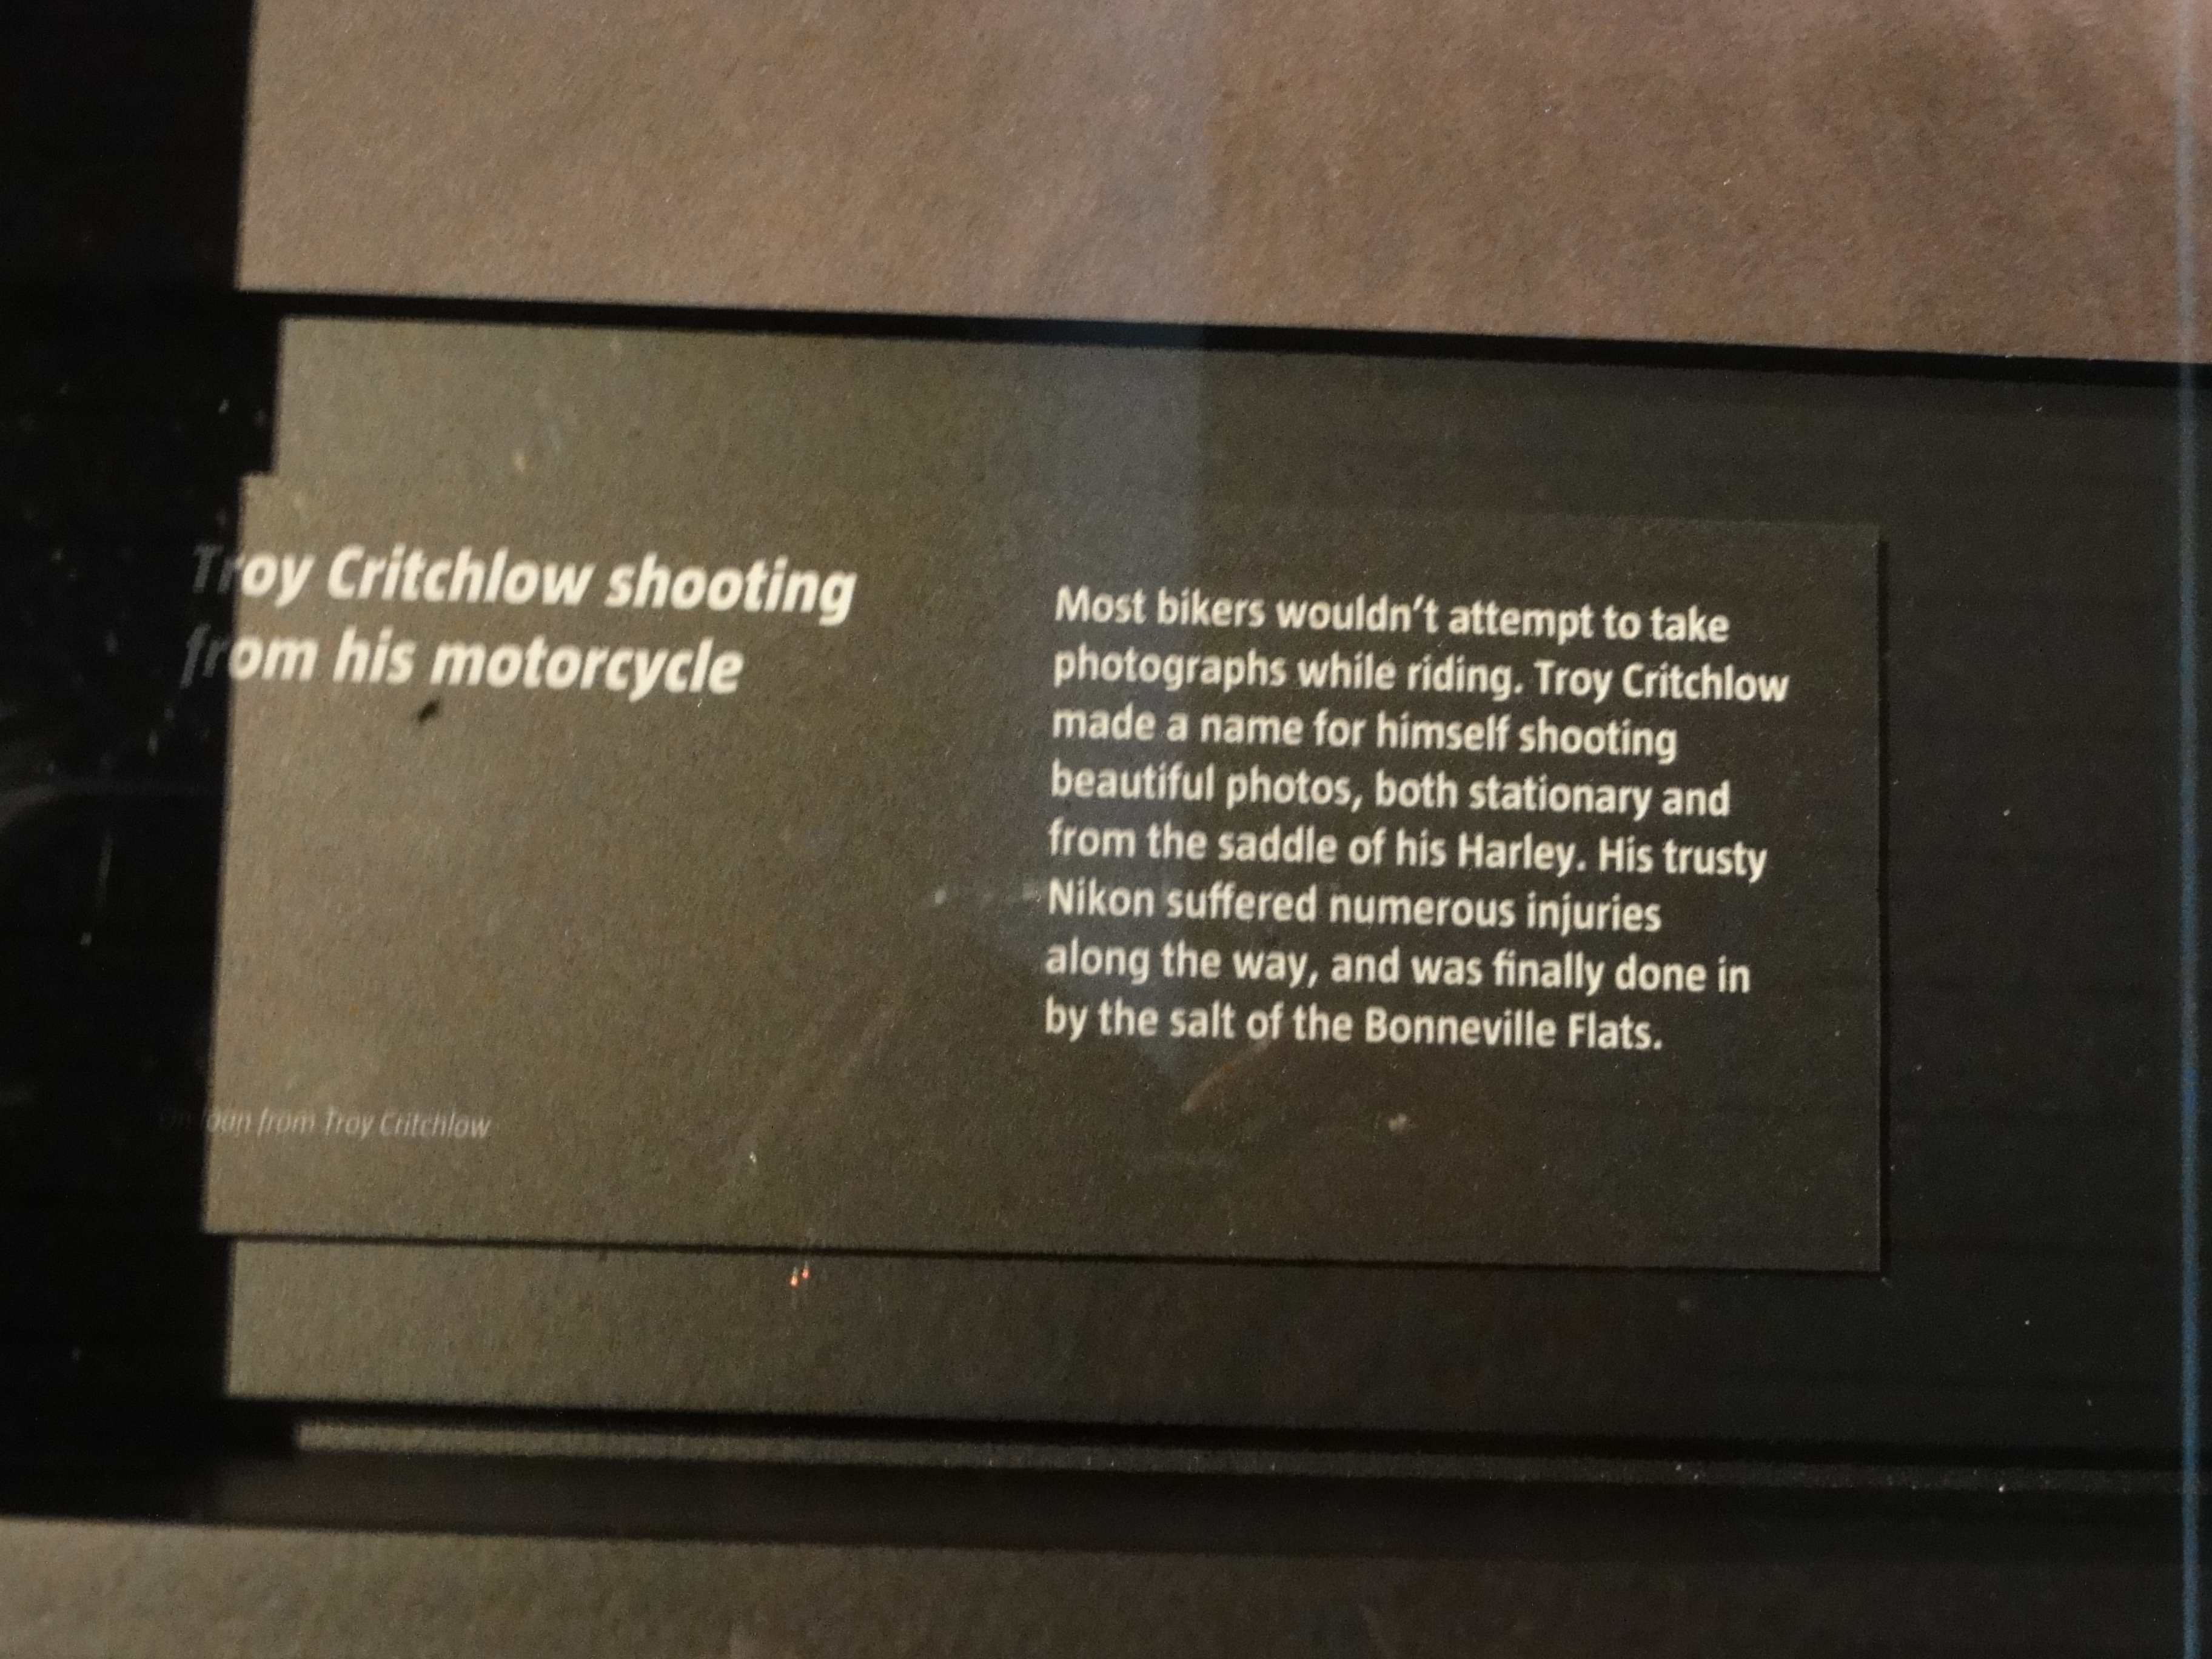 Troy Critchlow shooting
from his motorcycle
Most bikers wouldn't attempt to take
photographs while riding. Troy Critchlow
made a name for himself shooting
beautiful photos, both stationary and
from the saddle of his Harley. His trusty
Nikon suffered numerous injuries
along the way, and was finally done in
by the salt of the Bonneville Flats.
On loan from Troy Critchlow